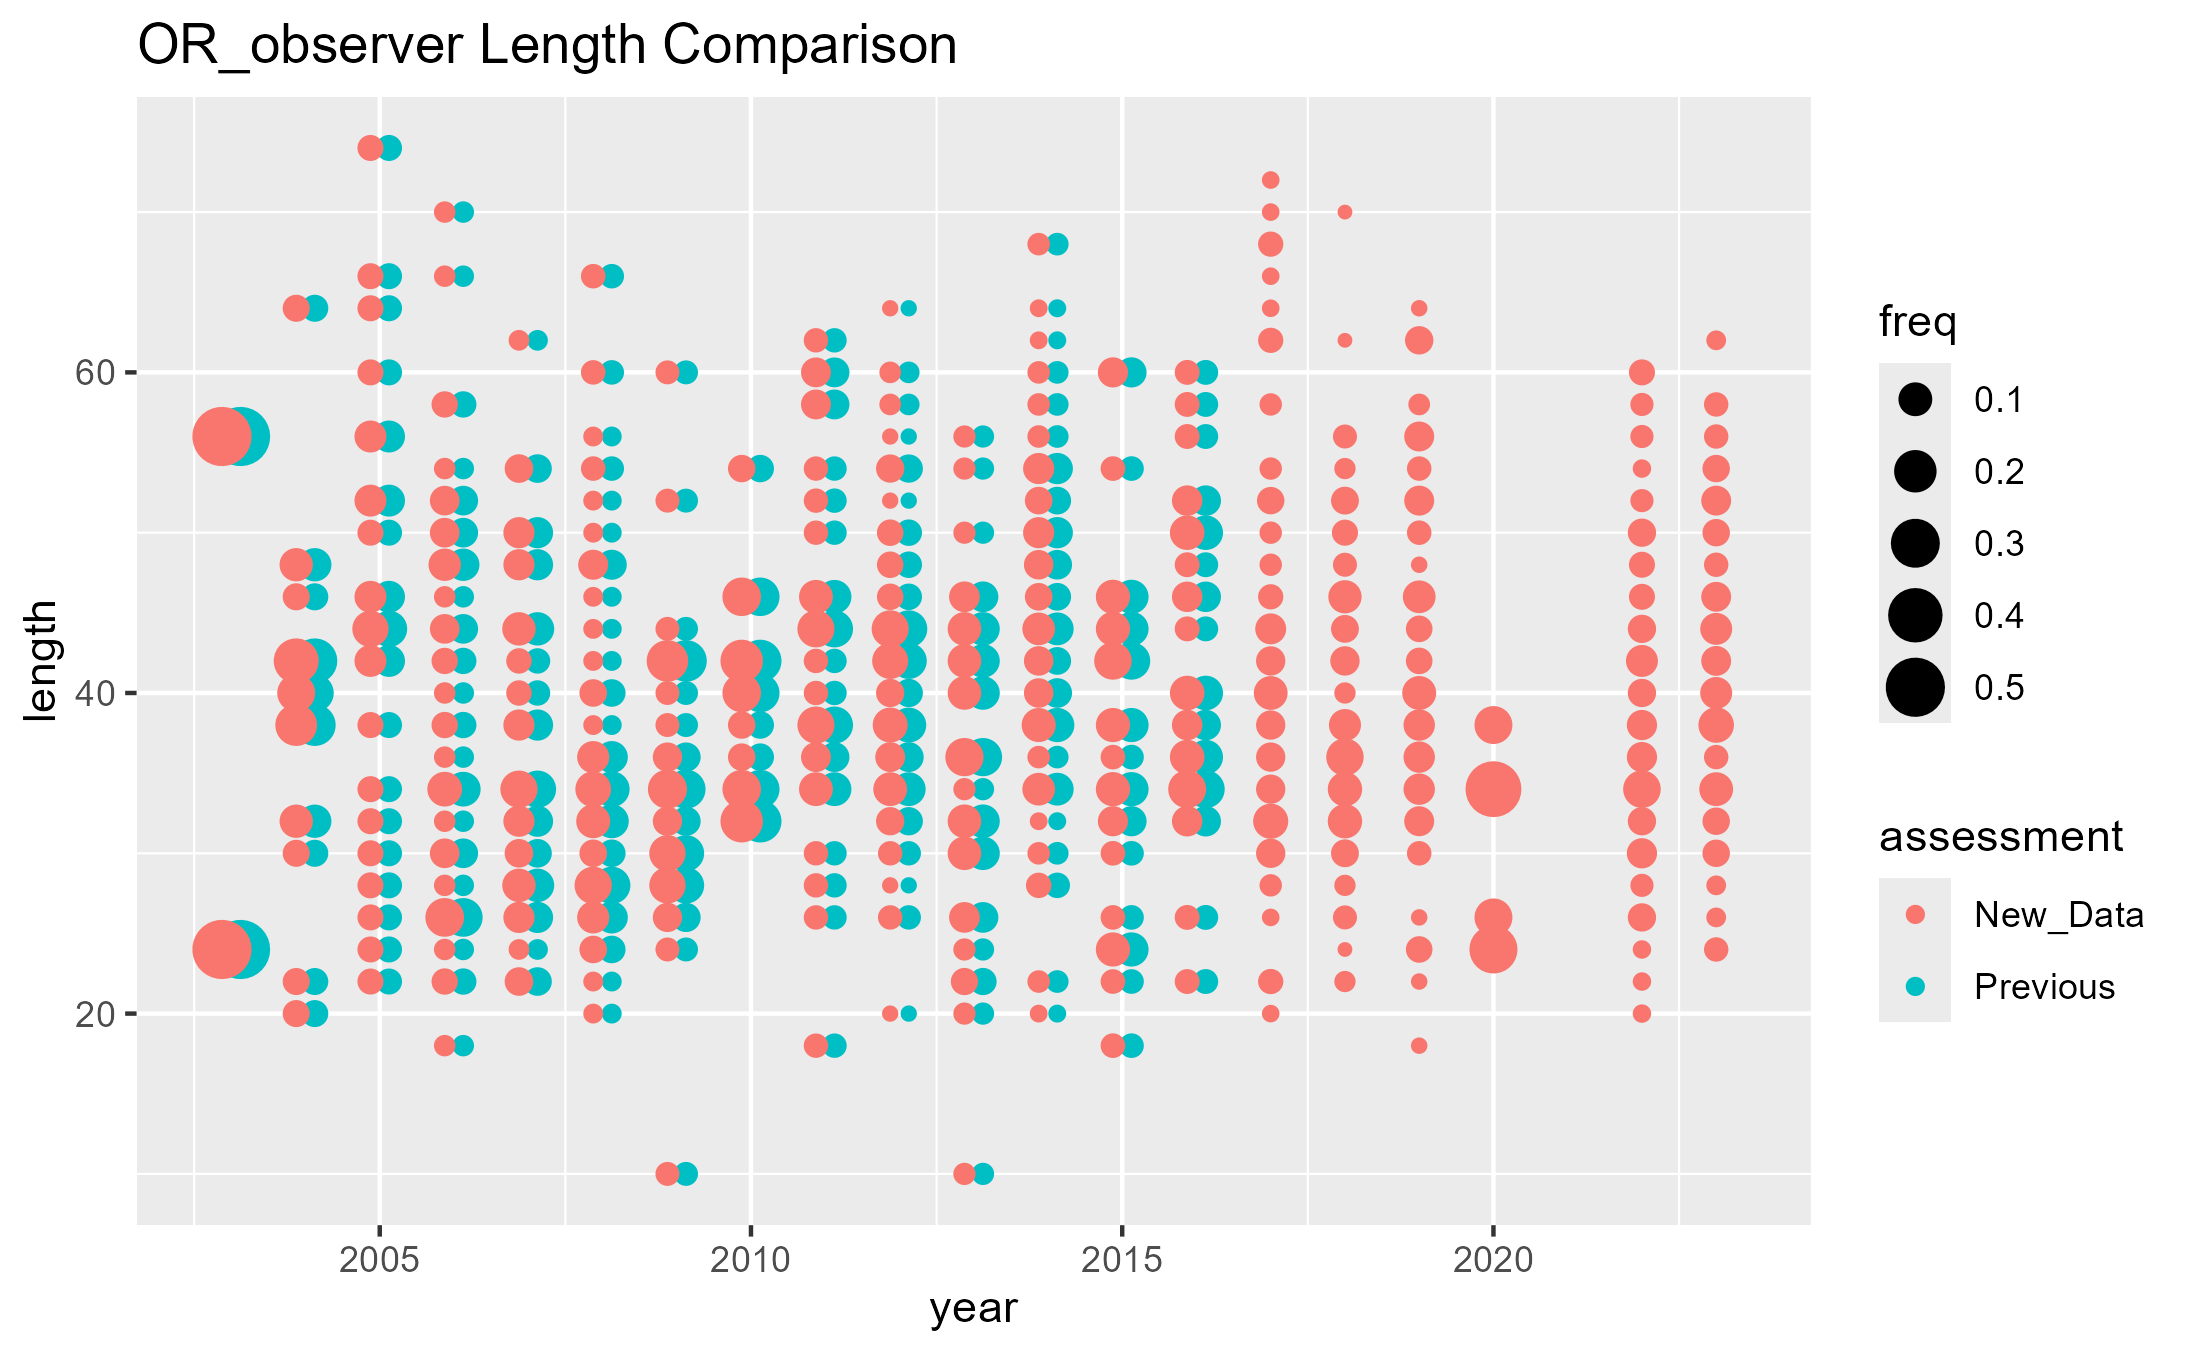 OR_observer Length Comparison
length
60
40
20
2005
2010
2015
2020
year
freq
0.1
0.2
0.3
0.4
0.5
assessment
New_Data
Previous